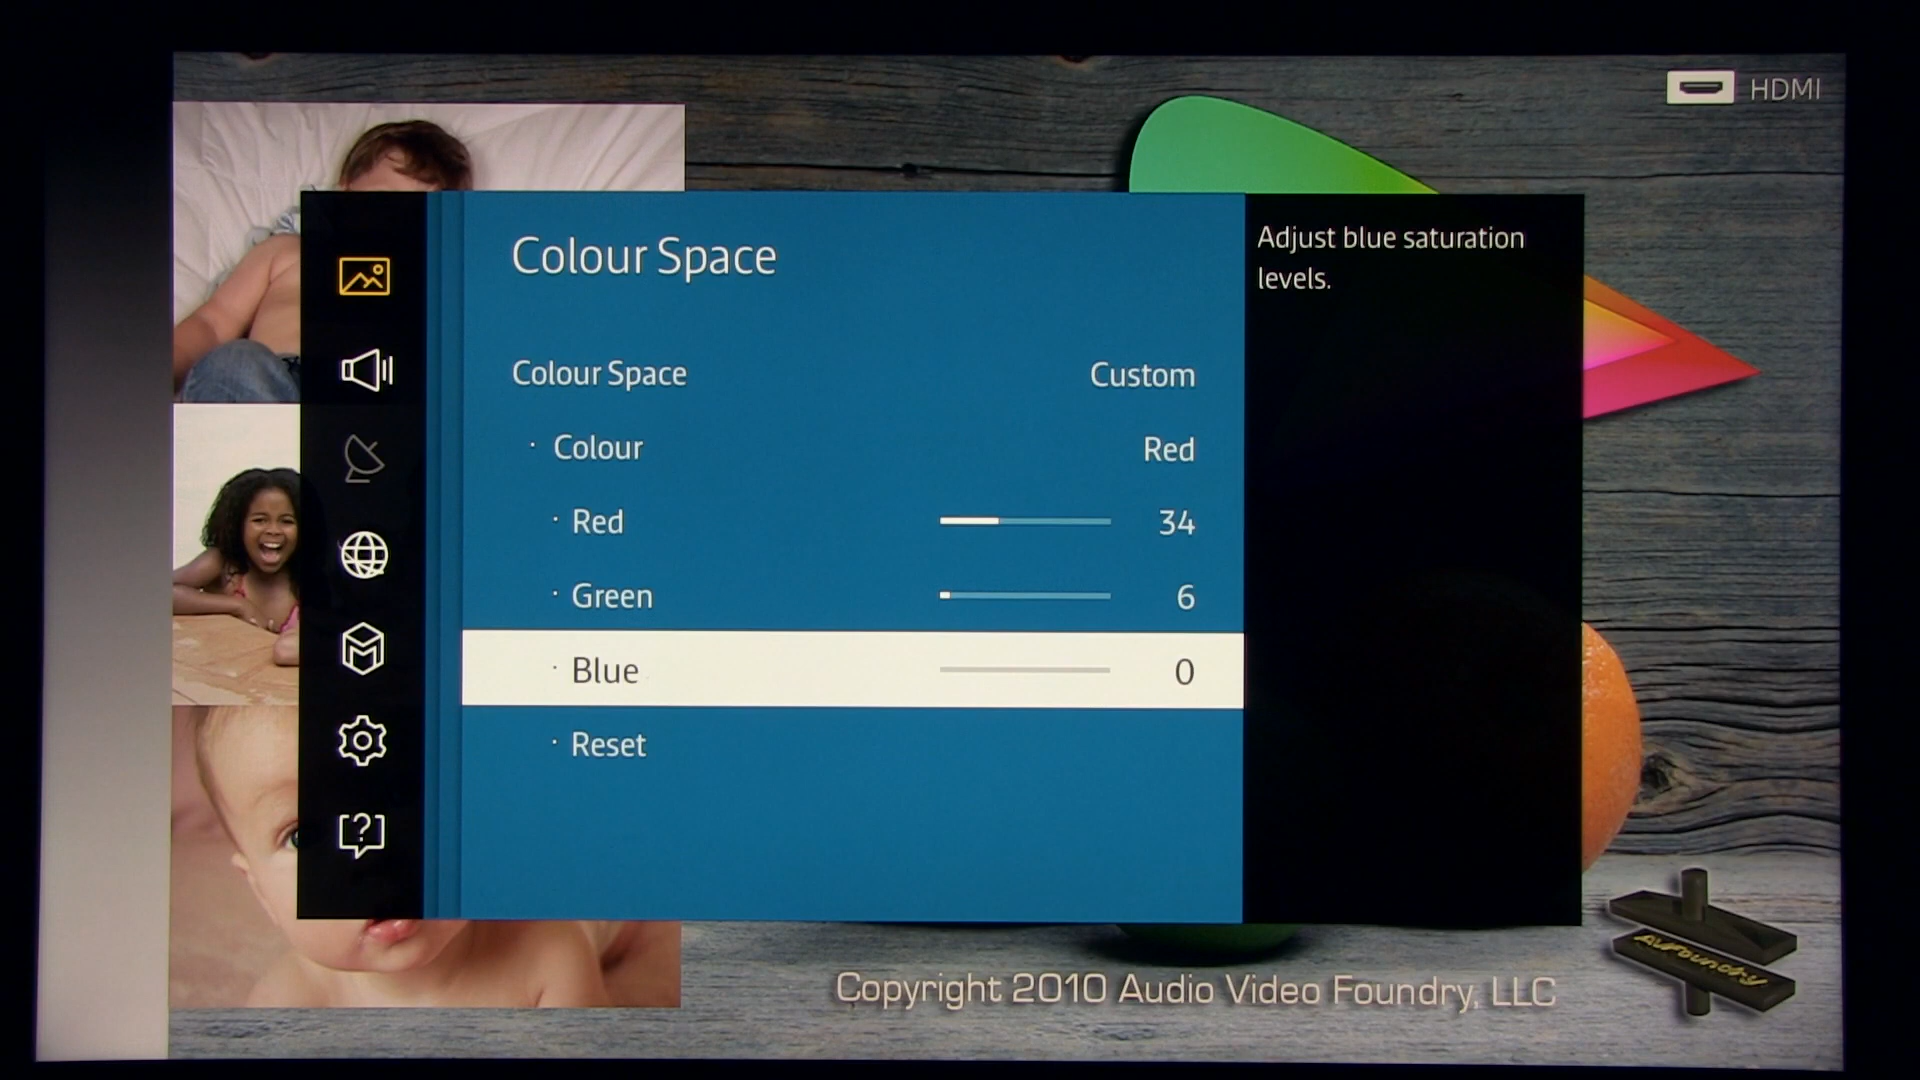 HDMI
Colour Space
Adjust blue saturation
levels.
Colour Space Custom
· Colour Red
· Red 34
· Green 6
· Blue 0
· Reset
AVFoundry
Copyright 2010 Audio Video Foundry, LLC